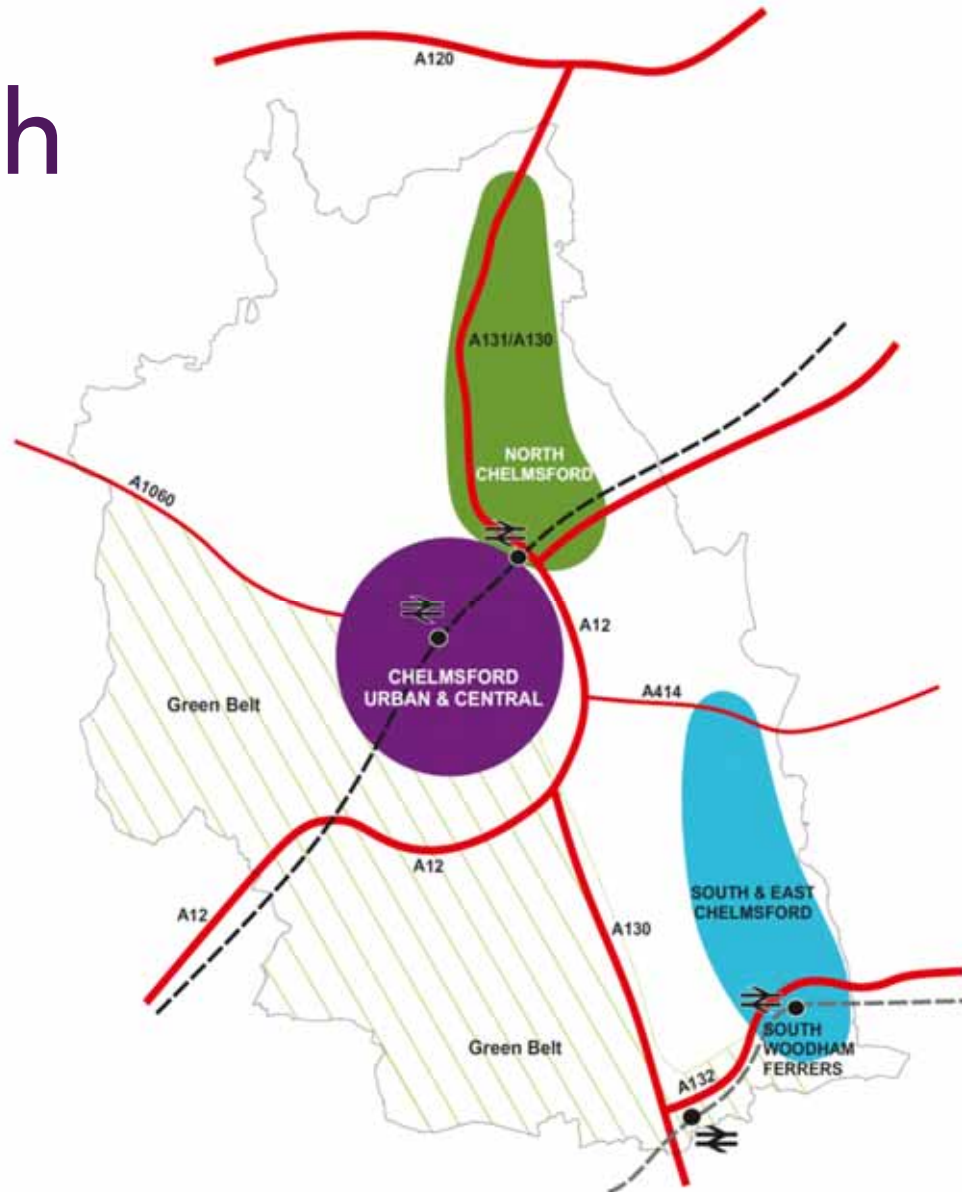 h
A120
A131/A130
NORTH
CHELMSFORD
A1060
A12
CHELMSFORD
URBAN & CENTRAL
A414
Green Belt
A12
A12
SOUTH & EAST
CHELMSFORD
A130
SOUTH
WOODHAM
FERRERS
Green Belt
A132